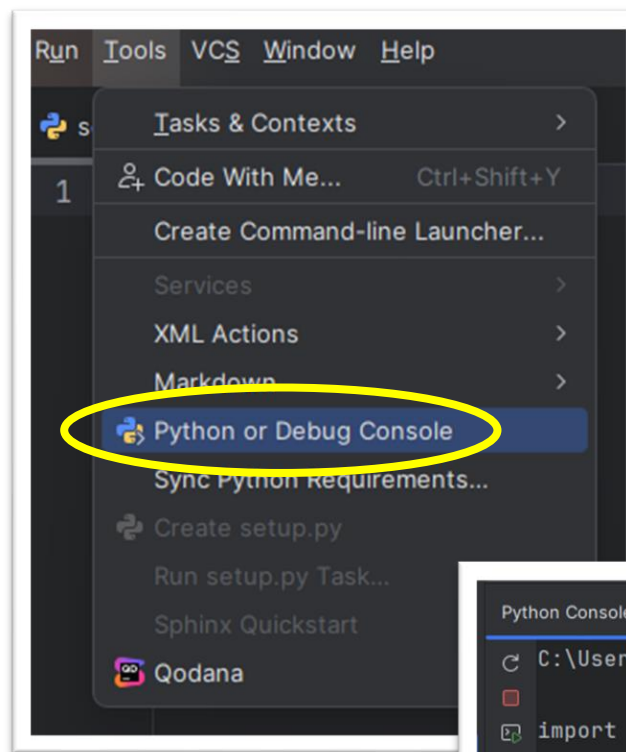 Run Tools VCS Window Help
1
Tasks & Contexts
Code With Me... Ctrl+Shift+Y
Create Command-line Launcher...
Services
XML Actions
Markdown
Python or Debug Console
Sync Python Requirements...
Create setup.py
Run setup.py Task...
Sphinx Quickstart
Qodana
Python Console
C:\User
import